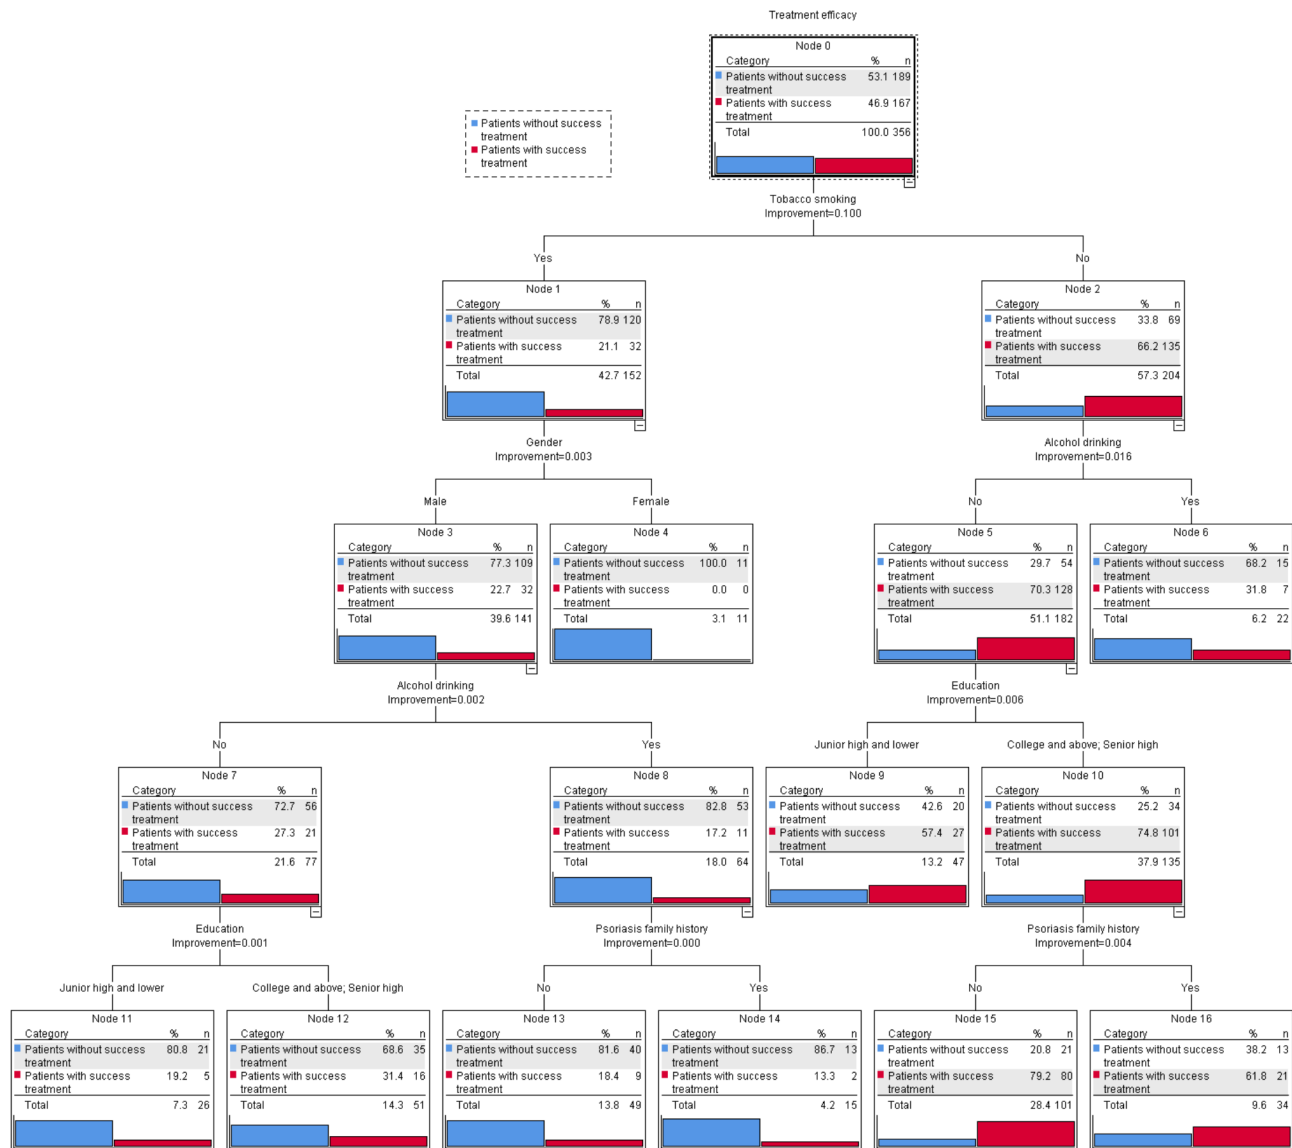 Treatment efficacy
Node 0
Category % n
Patients without success 53.1 189
treatment
Patients with success 46.9 167
treatment
Total 100.0 356
Patients without success
treatment
Patients with success
treatment
Tobacco smoking
Improvement=0.100
Yes
No
Node 1
Category % n
Patients without success 78.9 120
treatment
Patients with success 21.1 32
treatment
Total 42.7 152
Node 2
Category % n
Patients without success 33.8 69
treatment
Patients with success 66.2 135
treatment
Total 57.3 204
Gender
Improvement=0.003
Alcohol drinking
Improvement=0.016
Male
Female
No
Yes
Node 3
Category % n
Patients without success 77.3 109
treatment
Patients with success 22.7 32
treatment
Total 39.6 141
Node 4
Category % n
Patients without success 100.0 11
treatment
Patients with success 0.0 0
treatment
Total 3.1 11
Node 5
Category % n
Patients without success 29.7 54
treatment
Patients with success 70.3 128
treatment
Total 51.1 182
Node 6
Category % n
Patients without success 68.2 15
treatment
Patients with success 31.8 7
treatment
Total 6.2 22
Alcohol drinking
Improvement=0.002
Education
Improvement=0.006
No
Yes
Junior high and lower
College and above; Senior high
Node 7
Category % n
Patients without success 72.7 56
treatment
Patients with success 27.3 21
treatment
Total 21.6 77
Node 8
Category % n
Patients without success 82.8 53
treatment
Patients with success 17.2 11
treatment
Total 18.0 64
Node 9
Category % n
Patients without success 42.6 20
treatment
Patients with success 57.4 27
treatment
Total 13.2 47
Node 10
Category % n
Patients without success 25.2 34
treatment
Patients with success 74.8 101
treatment
Total 37.9 135
Education
Improvement=0.001
Psoriasis family history
Improvement=0.000
Psoriasis family history
Improvement=0.004
Junior high and lower
College and above; Senior high
No
Yes
No
Yes
Node 11
Category % n
Patients without success 80.8 21
treatment
Patients with success 19.2 5
treatment
Total 7.3 26
Node 12
Category % n
Patients without success 68.6 35
treatment
Patients with success 31.4 16
treatment
Total 14.3 51
Node 13
Category % n
Patients without success 81.6 40
treatment
Patients with success 18.4 9
treatment
Total 13.8 49
Node 14
Category % n
Patients without success 86.7 13
treatment
Patients with success 13.3 2
treatment
Total 4.2 15
Node 15
Category % n
Patients without success 20.8 21
treatment
Patients with success 79.2 80
treatment
Total 28.4 101
Node 16
Category % n
Patients without success 38.2 13
treatment
Patients with success 61.8 21
treatment
Total 9.6 34